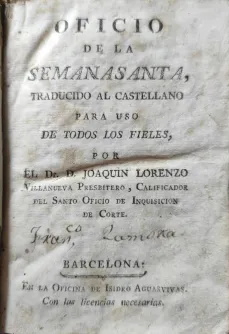 OFICIO
DE LA
SEMANA SANTA,
TRADUCIDO AL CASTELLANO
PARA USO
DE TODOS LOS FIELES,
POR
EL Dr. D. JOAQUIN LORENZO
VILLANUEVA PRESBITERO, CALIFICADOR
DEL SANTO OFICIO DE INQUISICION
DE CORTE.
BARCELONA:
EN LA OFICINA DE ISIDRO AGUASVIVAS.
Con las licencias necesarias.